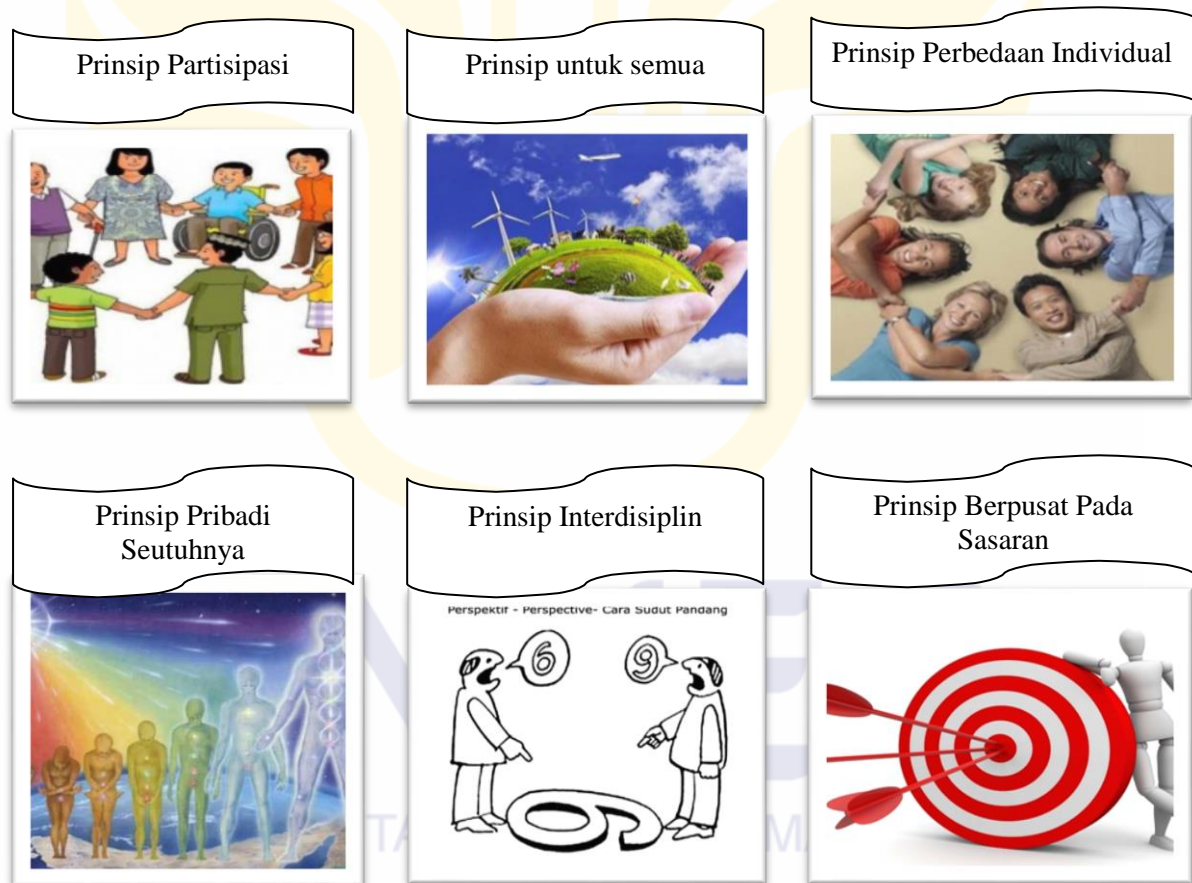 Prinsip Partisipasi
Prinsip untuk semua
Prinsip Perbedaan Individual
Prinsip Pribadi
Seutuhnya
Prinsip Interdisiplin
Prinsip Berpusat Pada
Sasaran
Perspektif - Perspective- Cara Sudut Pandang
6
9
6